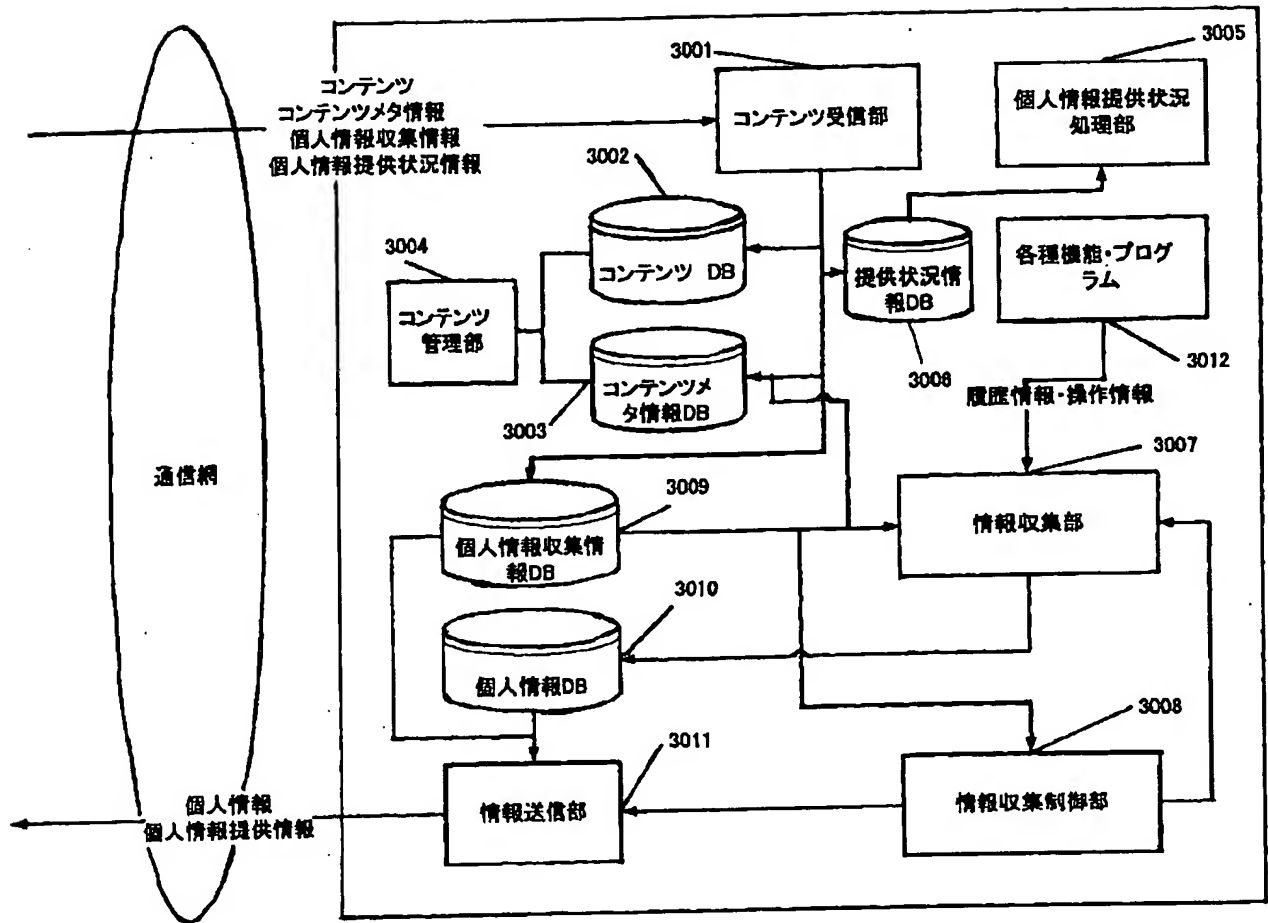 3001
3005
コンテンツ
コンテンツメタ情報
個人情報収集情報
個人情報提供状況情報
コンテンツ受信部
個人情報提供状況
処理部
3002
3004
コンテンツ DB
提供状況情
報DB
各種機能・プログ
ラム
コンテンツ
管理部
3006
3012
コンテンツメ
タ情報DB
履歴情報・操作情報
3003
3007
通信網
3009
個人情報収集情
報DB
情報収集部
3010
個人情報DB
3008
3011
個人情報
個人情報提供情報
情報送信部
情報収集制御部